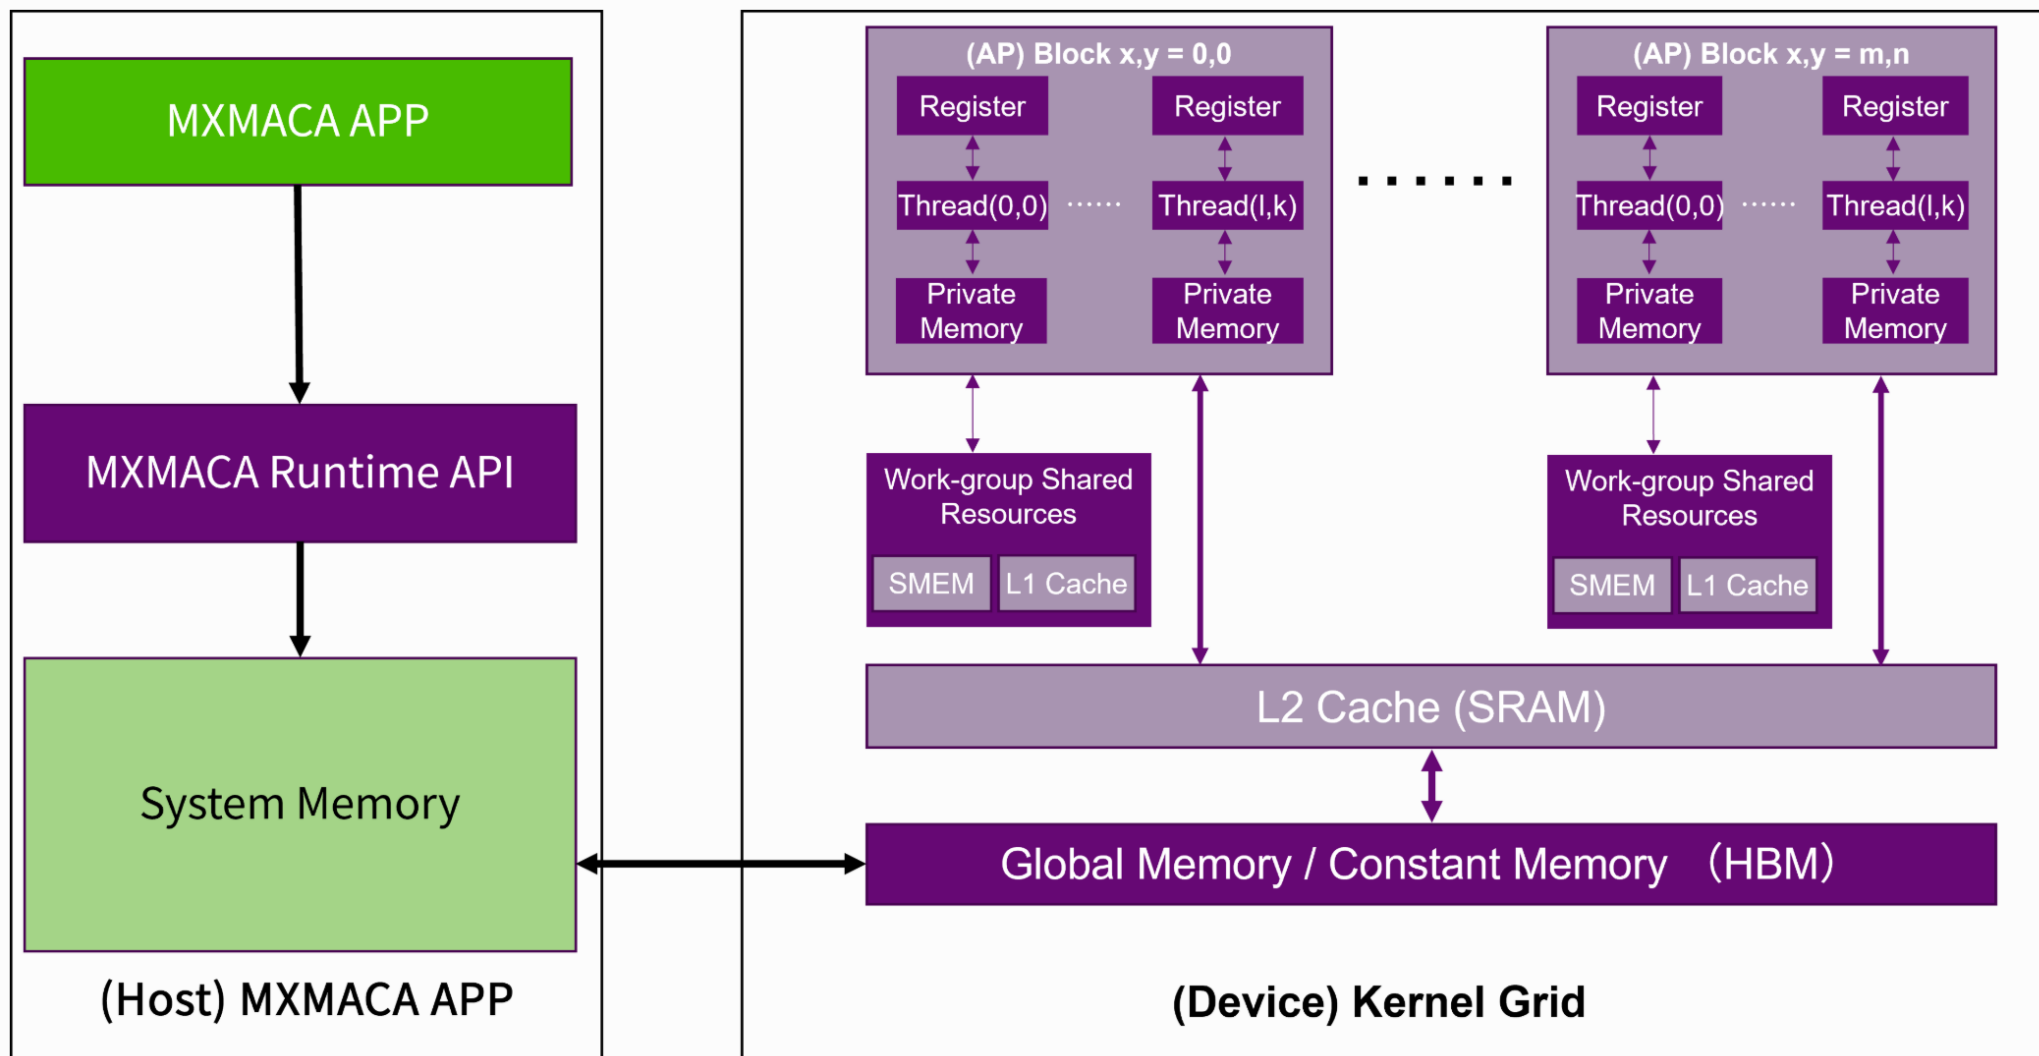 MXMACA APP
MXMACA Runtime API
System Memory
(Host) MXMACA APP
(AP) Block x,y = 0,0
Register
Register
Thread(0,0)
······
Thread(l,k)
Private
Memory
Private
Memory
Work-group Shared
Resources
SMEM
L1 Cache
······
(AP) Block x,y = m,n
Register
Register
Thread(0,0)
······
Thread(l,k)
Private
Memory
Private
Memory
Work-group Shared
Resources
SMEM
L1 Cache
L2 Cache (SRAM)
Global Memory / Constant Memory （HBM）
(Device) Kernel Grid